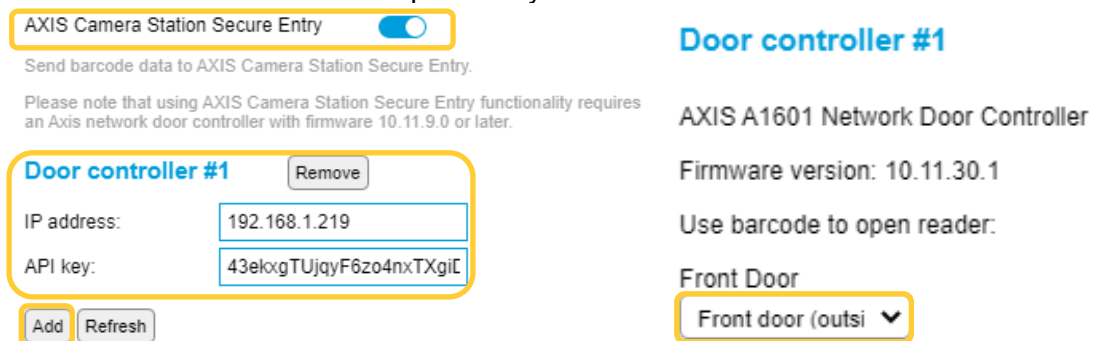 AXIS Camera Station Secure Entry
Send barcode data to AXIS Camera Station Secure Entry.
Please note that using AXIS Camera Station Secure Entry functionality requires
an Axis network door controller with firmware 10.11.9.0 or later.
Door controller #1
Remove
IP address:
192.168.1.219
API key:
43ekxgTUjqyF6zo4nxTXgiD
Add
Refresh
Door controller #1
AXIS A1601 Network Door Controller
Firmware version: 10.11.30.1
Use barcode to open reader:
Front Door
Front door (outsi